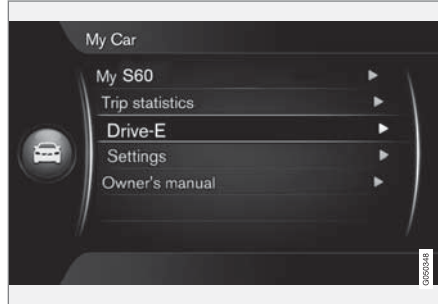 My Car
My S60
Trip statistics
Drive-E
Settings
Owner's manual
G050348